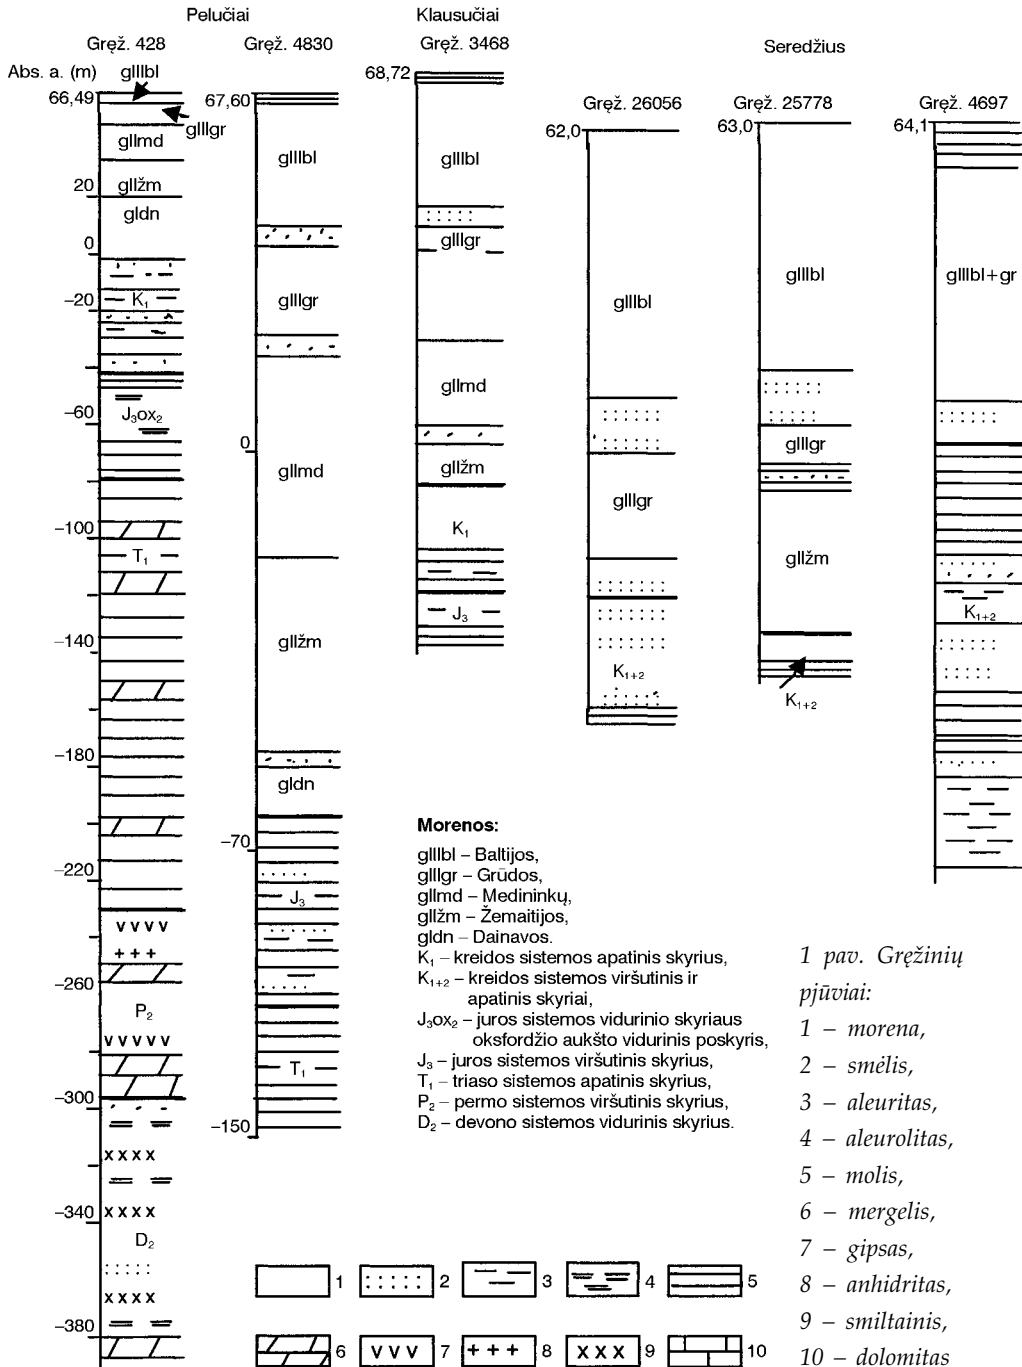 Pelučiai
Klausučiai
Seredžius
Gręž. 428
Gręž. 4830
Gręž. 3468
Gręž. 26056
Gręž. 25778
Gręž. 4697
Abs. a. (m)
66,49
gIIIbl
gIIIgr
gIImd
gIIžm
20
gIdn
0
–20
K₁
–60
J₃ox₂
–100
T₁
–140
–180
–220
–260
P₂
–300
–340
D₂
–380
67,60
gIIIbl
gIIIgr
0
gIImd
gIIžm
gIdn
–70
J₃
T₁
–150
68,72
gIIIbl
gIIIgr
gIImd
gIIžm
K₁
J₃
62,0
gIIIbl
gIIIgr
K₁₊₂
63,0
gIIIbl
gIIIgr
gIIžm
K₁₊₂
64,1
gIIIbl+gr
K₁₊₂
Morenos:
gIIIbl – Baltijos,
gIIIgr – Grūdos,
gIImd – Medininkų,
gIIžm – Žemaitijos,
gIdn – Dainavos.
K₁ – kreidos sistemos apatinis skyrius,
K₁₊₂ – kreidos sistemos viršutinis ir
apatinis skyriai,
J₃ox₂ – juros sistemos vidurinio skyriaus
oksfordžio aukšto vidurinis poskyris,
J₃ – juros sistemos viršutinis skyrius,
T₁ – triaso sistemos apatinis skyrius,
P₂ – permo sistemos viršutinis skyrius,
D₂ – devono sistemos vidurinis skyrius.
1 2 3 4 5
6 7 8 9 10
1 pav. Gręžinių
pjūviai:
1 – morena,
2 – smėlis,
3 – aleuritas,
4 – aleurolitas,
5 – molis,
6 – mergelis,
7 – gipsas,
8 – anhidritas,
9 – smiltainis,
10 – dolomitas